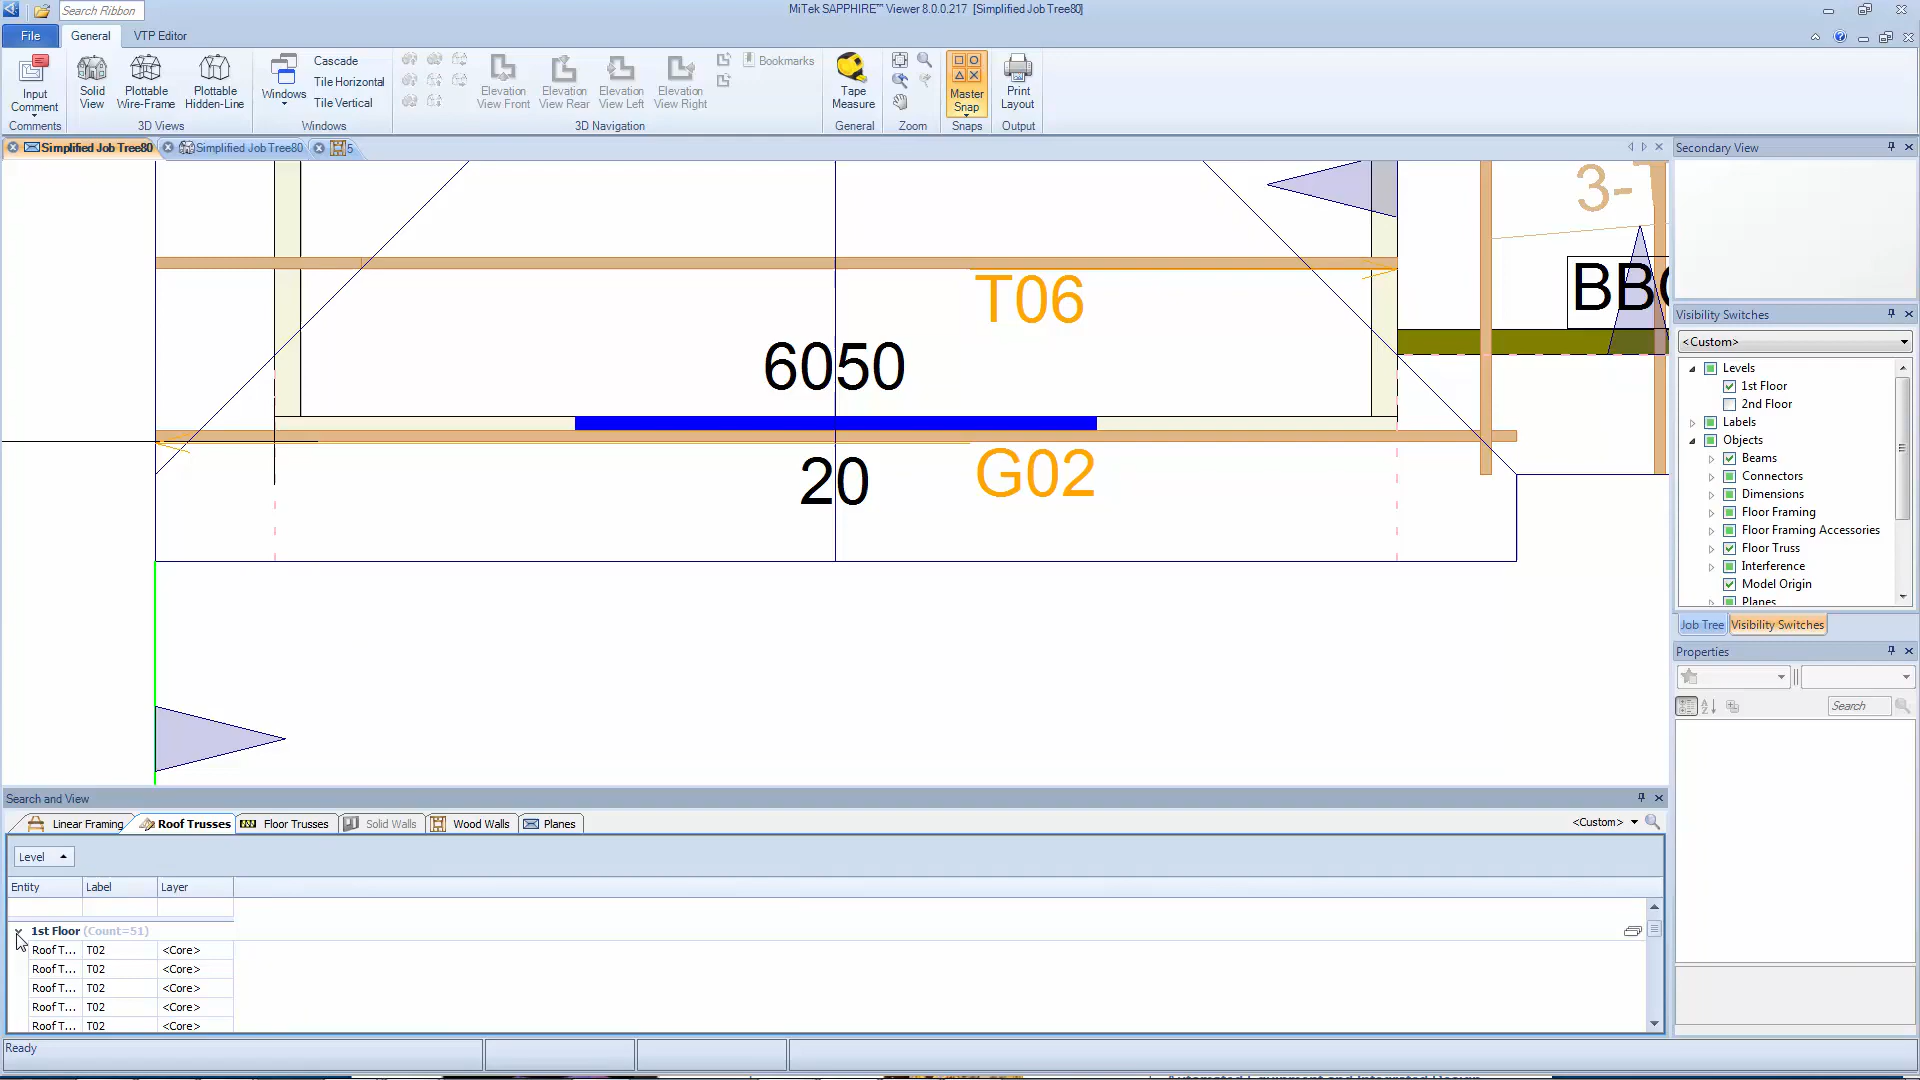 Search Ribbon
MiTek SAPPHIRE™ Viewer 8.0.0.217 [Simplified Job Tree80]
File
General
VTP Editor
Input Comment
Solid View
Plottable Wire-Frame
Plottable Hidden-Line
Windows
Cascade
Tile Horizontal
Tile Vertical
Elevation View Front
Elevation View Rear
Elevation View Left
Elevation View Right
Bookmarks
Tape Measure
Master Snap
Print Layout
Comments
3D Views
Windows
3D Navigation
General
Zoom
Snaps
Output
Simplified Job Tree80
Simplified Job Tree80
5
Secondary View
3-
BB
T06
6050
20
G02
Visibility Switches
<Custom>
Levels
1st Floor
2nd Floor
Labels
Objects
Beams
Connectors
Dimensions
Floor Framing
Floor Framing Accessories
Floor Truss
Interference
Model Origin
Planes
Job Tree
Visibility Switches
Properties
Search
Search and View
Linear Framing
Roof Trusses
Floor Trusses
Solid Walls
Wood Walls
Planes
<Custom>
Level
Entity Label Layer
1st Floor (Count=51)
Roof T... T02 <Core>
Roof T... T02 <Core>
Roof T... T02 <Core>
Roof T... T02 <Core>
Roof T... T02 <Core>
Ready